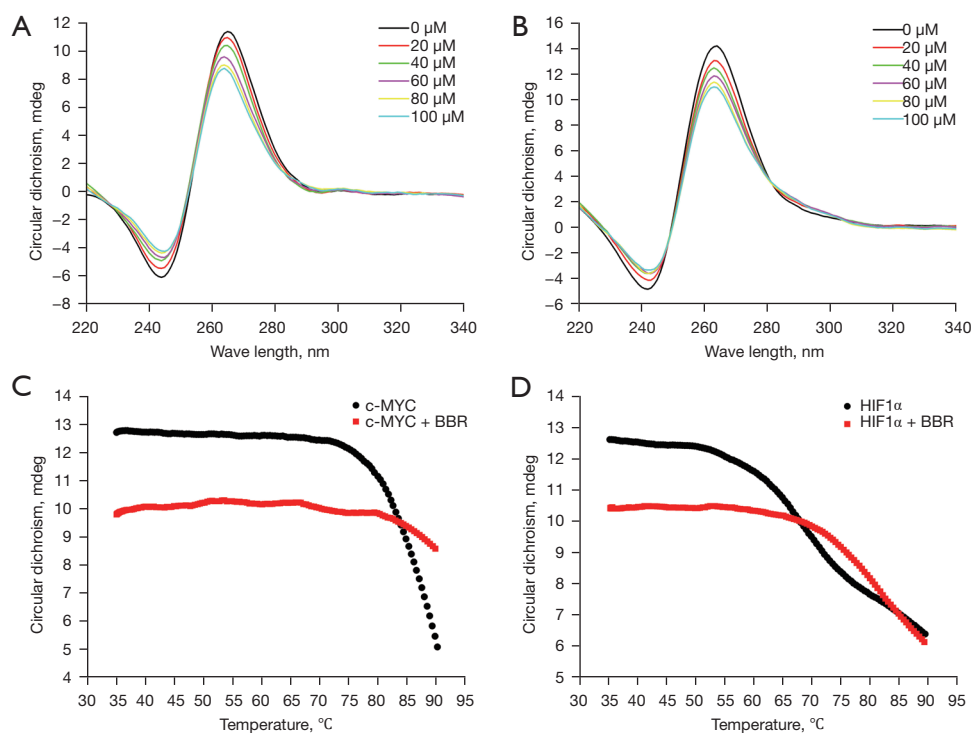 A
12
10
8
6
4
2
0
−2
−4
−6
−8
Circular dichroism, mdeg
220 240 260 280 300 320 340
Wave length, nm
0 μM
20 μM
40 μM
60 μM
80 μM
100 μM
B
16
14
12
10
8
6
4
2
0
−2
−4
−6
Circular dichroism, mdeg
220 240 260 280 300 320 340
Wave length, nm
0 μM
20 μM
40 μM
60 μM
80 μM
100 μM
C
14
13
12
11
10
9
8
7
6
5
4
Circular dichroism, mdeg
30 35 40 45 50 55 60 65 70 75 80 85 90 95
Temperature, °C
c-MYC
c-MYC + BBR
D
14
13
12
11
10
9
8
7
6
5
Circular dichroism, mdeg
30 35 40 45 50 55 60 65 70 75 80 85 90 95
Temperature, °C
HIF1α
HIF1α + BBR